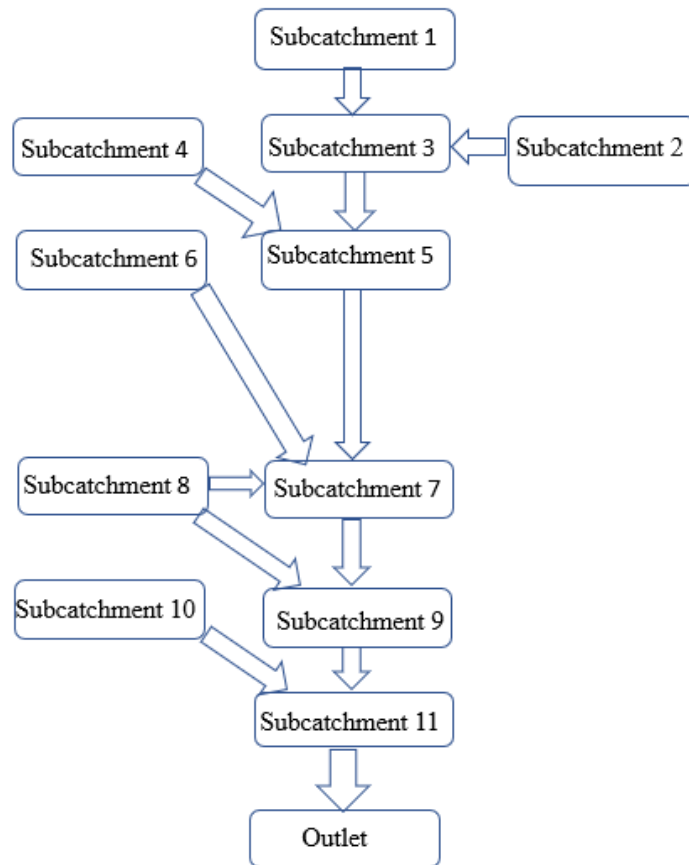 Subcatchment 1
Subcatchment 4
Subcatchment 3
Subcatchment 2
Subcatchment 6
Subcatchment 5
Subcatchment 8
Subcatchment 7
Subcatchment 10
Subcatchment 9
Subcatchment 11
Outlet